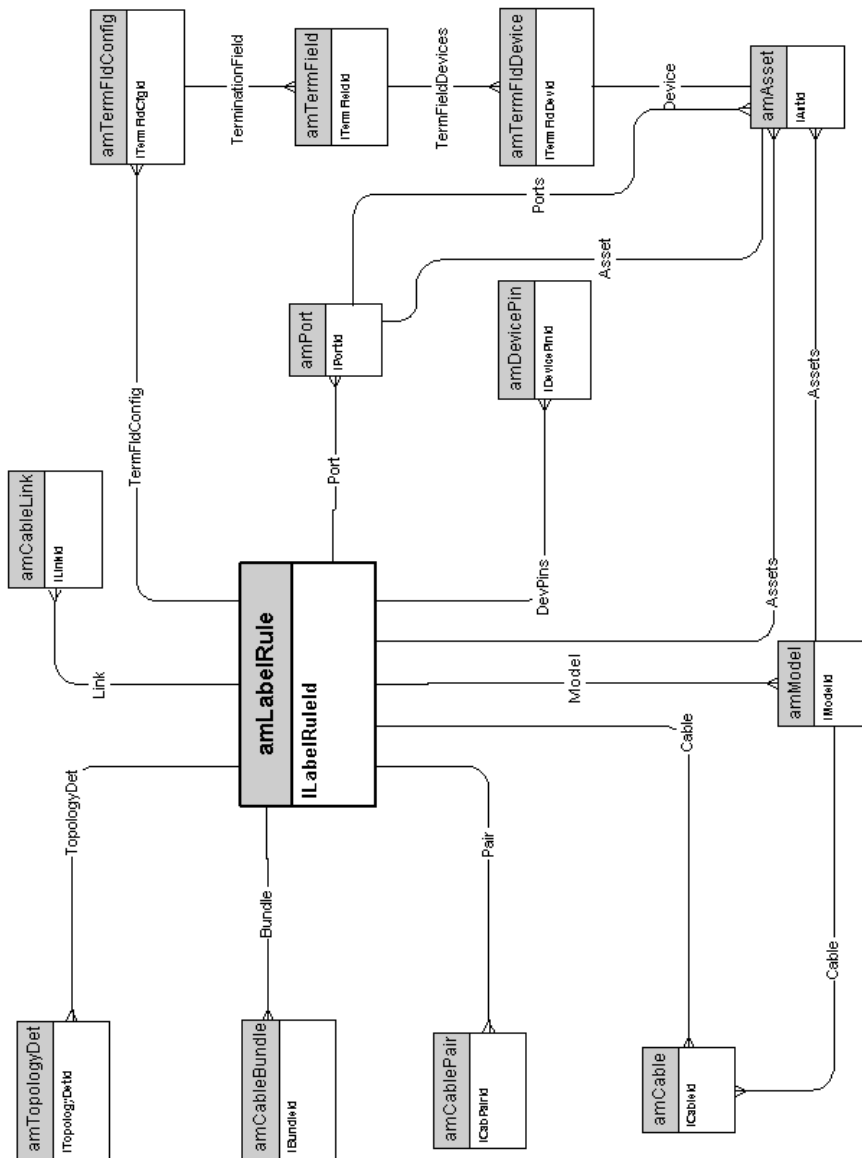 amTopologyDet
lTopologyDetId
TopologyDet
amCableLink
lLinkId
Link
amTermFldConfig
lTermFldCfgId
TermFldConfig
TerminationField
amCableBundle
lBundleId
Bundle
amLabelRule
lLabelRuleId
amPort
lPortId
Port
amTermField
lTermFieldId
TermFieldDevices
amCablePair
lCabPairId
Pair
amDevicePin
lDevicePinId
DevPins
amTermFldDevice
lTermFldDevId
Ports
Asset
Device
amCable
lCableId
Cable
Model
Assets
amModel
lModelId
Cable
Assets
amAsset
lAstId